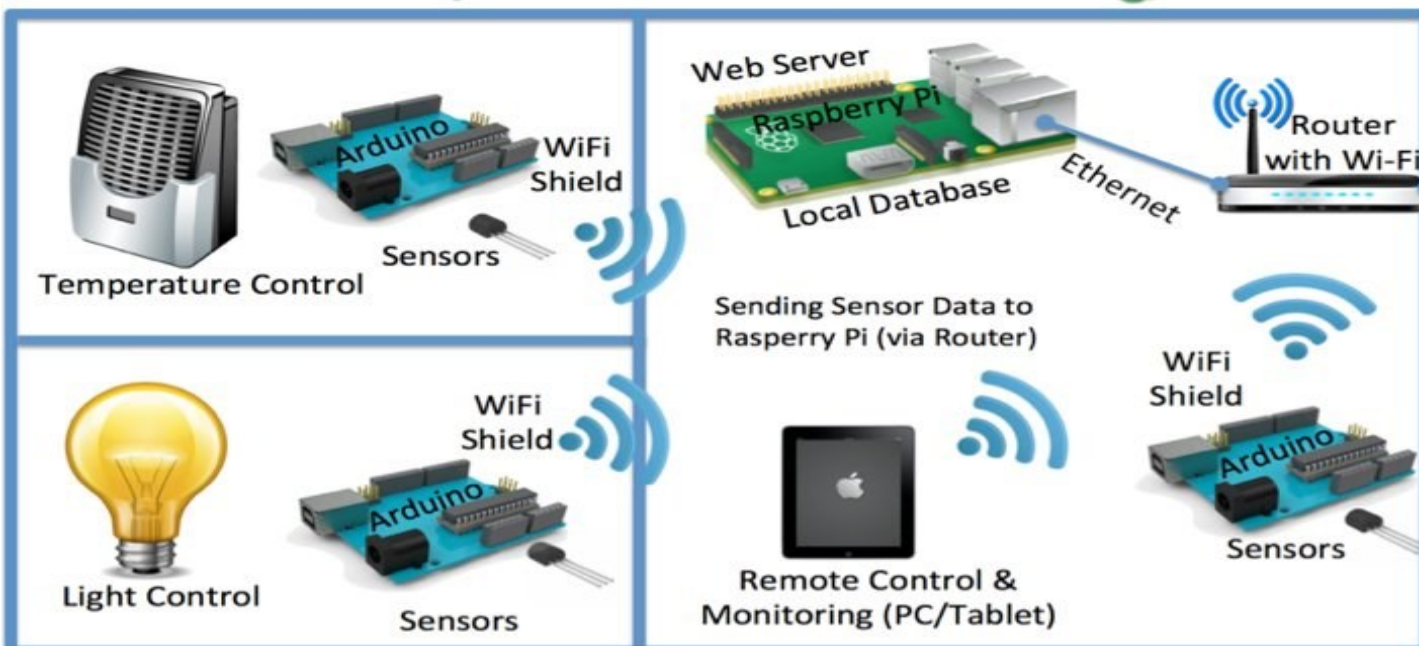 Arduino
WiFi
Shield
Sensors
Temperature Control
WiFi
Shield
Arduino
Light Control
Sensors
Web Server
Raspberry Pi
Local Database
Ethernet
Router
with Wi-Fi
Sending Sensor Data to
Rasperry Pi (via Router)
WiFi
Shield
Arduino
Sensors
Remote Control &
Monitoring (PC/Tablet)